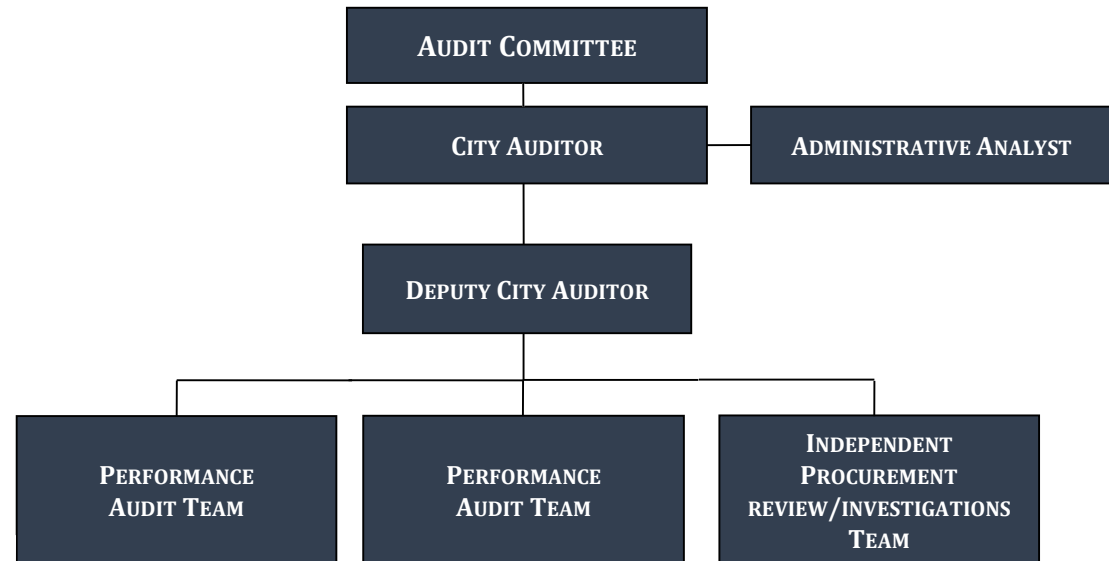 AUDIT COMMITTEE
CITY AUDITOR
ADMINISTRATIVE ANALYST
DEPUTY CITY AUDITOR
PERFORMANCE
AUDIT TEAM
PERFORMANCE
AUDIT TEAM
INDEPENDENT
PROCUREMENT
REVIEW/INVESTIGATIONS
TEAM